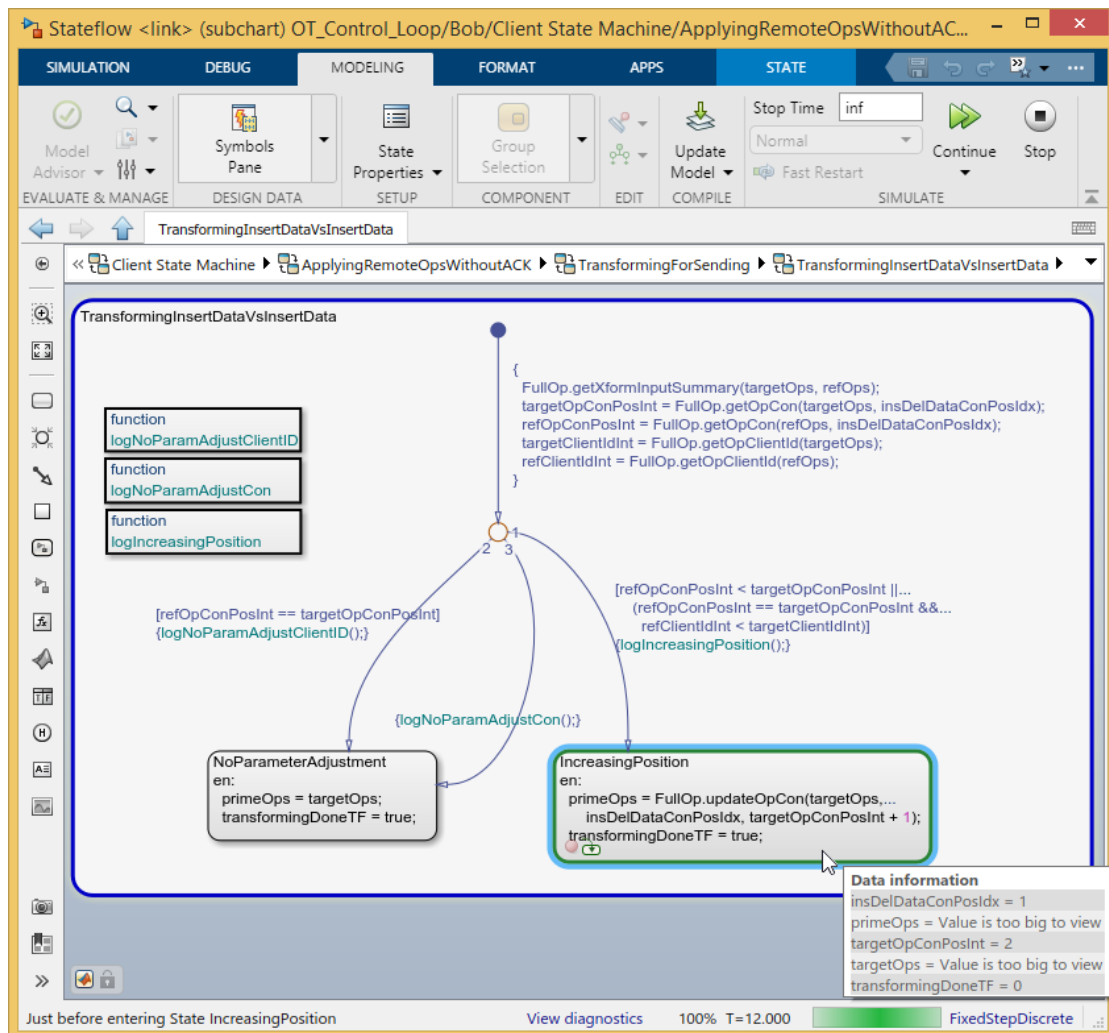 Stateflow <link> (subchart) OT_Control_Loop/Bob/Client State Machine/ApplyingRemoteOpsWithoutAC...
SIMULATION DEBUG MODELING FORMAT APPS STATE
Model Advisor
EVALUATE & MANAGE
Symbols Pane
DESIGN DATA
State Properties
SETUP
Group Selection
COMPONENT
EDIT
Update Model
COMPILE
Stop Time inf
Normal
Fast Restart
Continue
Stop
SIMULATE
TransformingInsertDataVsInsertData
« Client State Machine ApplyingRemoteOpsWithoutACK TransformingForSending TransformingInsertDataVsInsertData
TransformingInsertDataVsInsertData
{
FullOp.getXformInputSummary(targetOps, refOps);
targetOpConPosInt = FullOp.getOpCon(targetOps, insDelDataConPosIdx);
refOpConPosInt = FullOp.getOpCon(refOps, insDelDataConPosIdx);
targetClientIdInt = FullOp.getOpClientId(targetOps);
refClientIdInt = FullOp.getOpClientId(refOps);
}
function
logNoParamAdjustClientID
function
logNoParamAdjustCon
function
logIncreasingPosition
1
2 3
[refOpConPosInt < targetOpConPosInt ||...
(refOpConPosInt == targetOpConPosInt &&...
refClientIdInt < targetClientIdInt)]
{logIncreasingPosition();}
[refOpConPosInt == targetOpConPosInt]
{logNoParamAdjustClientID();}
{logNoParamAdjustCon();}
NoParameterAdjustment
en:
primeOps = targetOps;
transformingDoneTF = true;
IncreasingPosition
en:
primeOps = FullOp.updateOpCon(targetOps,...
insDelDataConPosIdx, targetOpConPosInt + 1);
transformingDoneTF = true;
Data information
insDelDataConPosIdx = 1
primeOps = Value is too big to view
targetOpConPosInt = 2
targetOps = Value is too big to view
transformingDoneTF = 0
Just before entering State IncreasingPosition View diagnostics 100% T=12.000 FixedStepDiscrete